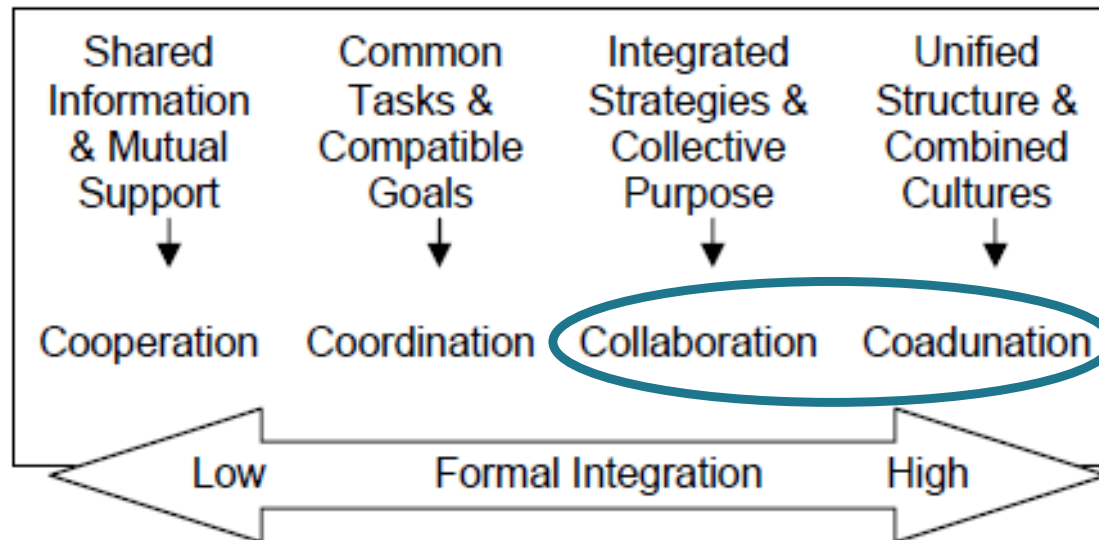 Shared
Information
& Mutual
Support
Common
Tasks &
Compatible
Goals
Integrated
Strategies &
Collective
Purpose
Unified
Structure &
Combined
Cultures
Cooperation
Coordination
Collaboration
Coadunation
Low
Formal Integration
High